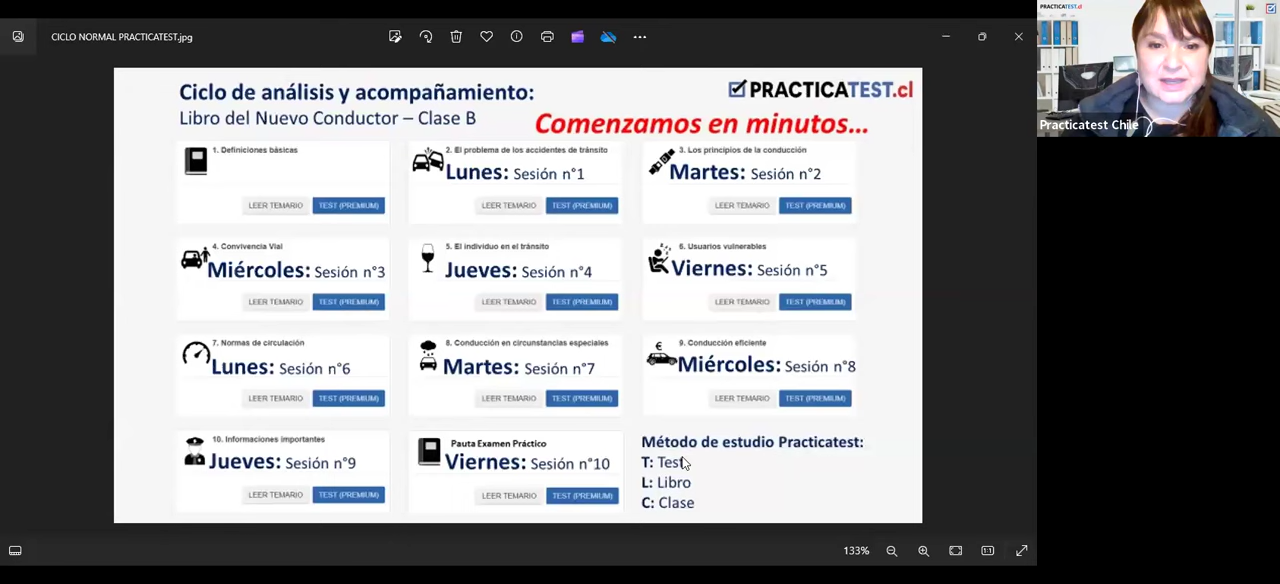 CICLO NORMAL PRACTICATEST.jpg
PRACTICATEST.cl
Practicatest Chile
Ciclo de análisis y acompañamiento:
Libro del Nuevo Conductor – Clase B
PRACTICATEST.cl
Comenzamos en minutos...
1. Definiciones básicas
LEER TEMARIO TEST (PREMIUM)
2. El problema de los accidentes de tránsito
Lunes: Sesión n°1
LEER TEMARIO TEST (PREMIUM)
3. Los principios de la conducción
Martes: Sesión n°2
LEER TEMARIO TEST (PREMIUM)
4. Convivencia Vial
Miércoles: Sesión n°3
LEER TEMARIO TEST (PREMIUM)
5. El individuo en el tránsito
Jueves: Sesión n°4
LEER TEMARIO TEST (PREMIUM)
6. Usuarios vulnerables
Viernes: Sesión n°5
LEER TEMARIO TEST (PREMIUM)
7. Normas de circulación
Lunes: Sesión n°6
LEER TEMARIO TEST (PREMIUM)
8. Conducción en circunstancias especiales
Martes: Sesión n°7
LEER TEMARIO TEST (PREMIUM)
9. Conducción eficiente
€
Miércoles: Sesión n°8
LEER TEMARIO TEST (PREMIUM)
10. Informaciones importantes
Jueves: Sesión n°9
LEER TEMARIO TEST (PREMIUM)
Pauta Examen Práctico
Viernes: Sesión n°10
LEER TEMARIO TEST (PREMIUM)
Método de estudio Practicatest:
T: Test
L: Libro
C: Clase
133%
1:1